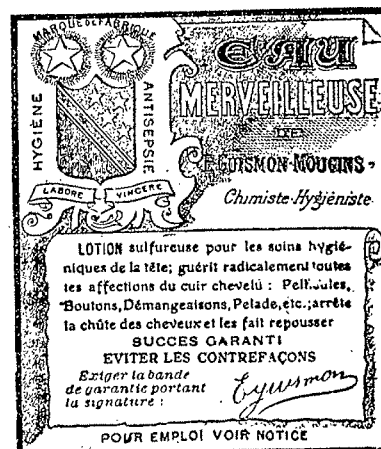 MARQUE DE FABRIQUE
HYGIÈNE
ANTISEPSIE
LABORE VINCERE
EAU
MERVEILLEUSE
DE
GUISMON-MOUGINS
Chimiste-Hygiéniste
LOTION sulfureuse pour les soins hygié-
niques de la tête; guérit radicalement toutes
les affections du cuir chevelu : Pellicules,
Boutons, Démangeaisons, Pelade, etc.; arrête
la chûte des cheveux et les fait repousser
SUCCES GARANTI
EVITER LES CONTREFAÇONS
Exiger la bande
de garantie portant
la signature :
POUR EMPLOI VOIR NOTICE